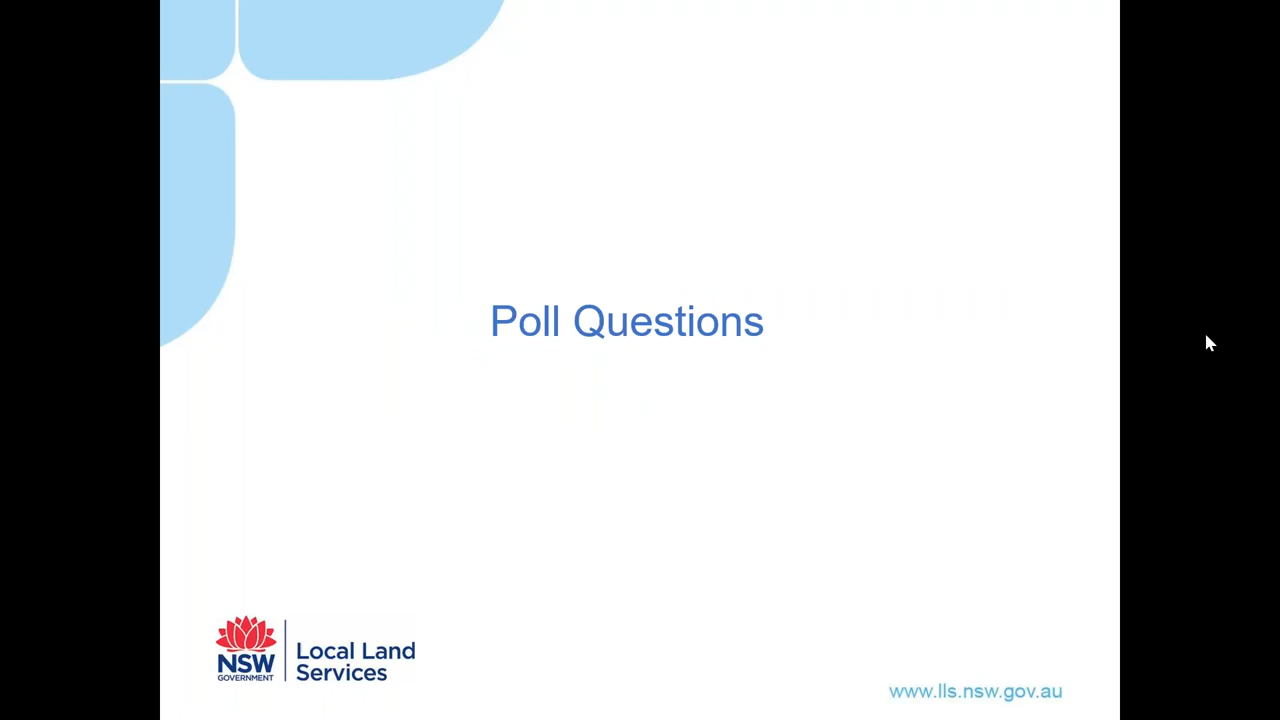 Poll Questions
NSW
GOVERNMENT
Local Land
Services
www.lls.nsw.gov.au